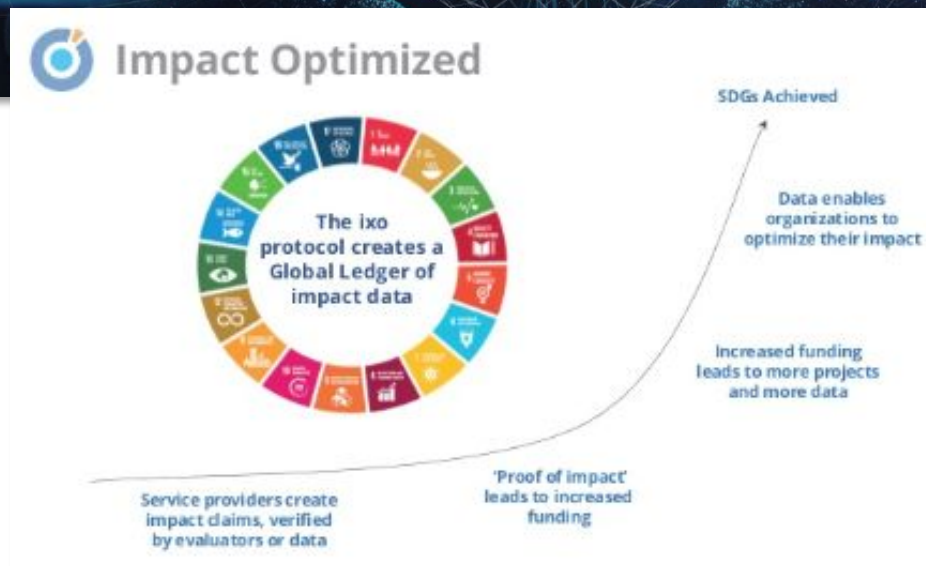 Impact Optimized
SDGs Achieved
The ixo
protocol creates a
Global Ledger of
impact data
Data enables
organizations to
optimize their impact
Increased funding
leads to more projects
and more data
'Proof of impact'
leads to increased
funding
Service providers create
impact claims, verified
by evaluators or data